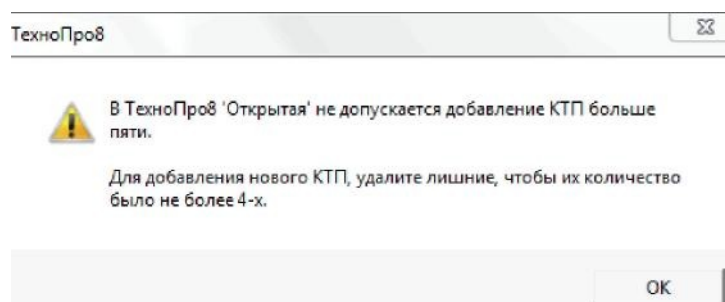 ТехноПро8
В ТехноПро8 'Открытая' не допускается добавление КТП больше
пяти.
Для добавления нового КТП, удалите лишние, чтобы их количество
было не более 4-х.
ОК